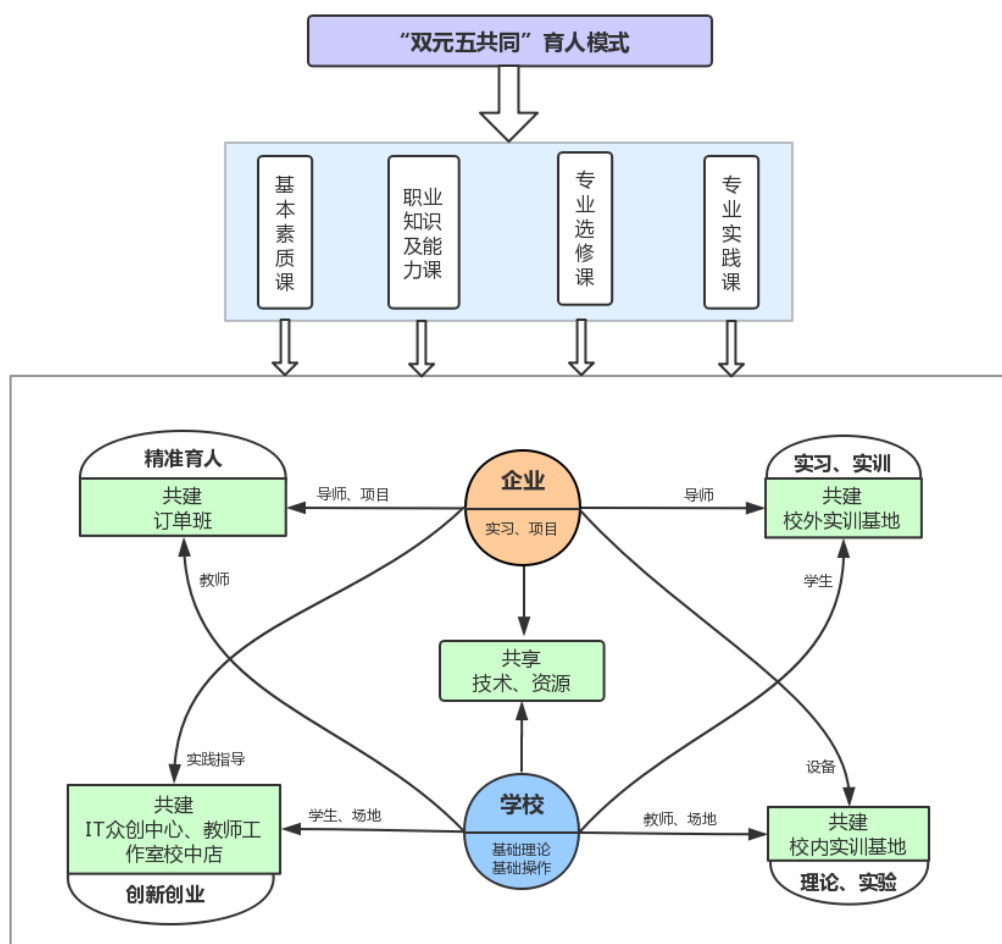 “双元五共同”育人模式
基本素质课
职业知识及能力课
专业选修课
专业实践课
精准育人
共建
订单班
导师、项目
企业
实习、项目
导师
实习、实训
共建
校外实训基地
教师
学生
共享
技术、资源
实践指导
设备
共建
IT众创中心、教师工
作室校中店
创新创业
学生、场地
学校
基础理论
基础操作
教师、场地
共建
校内实训基地
理论、实验